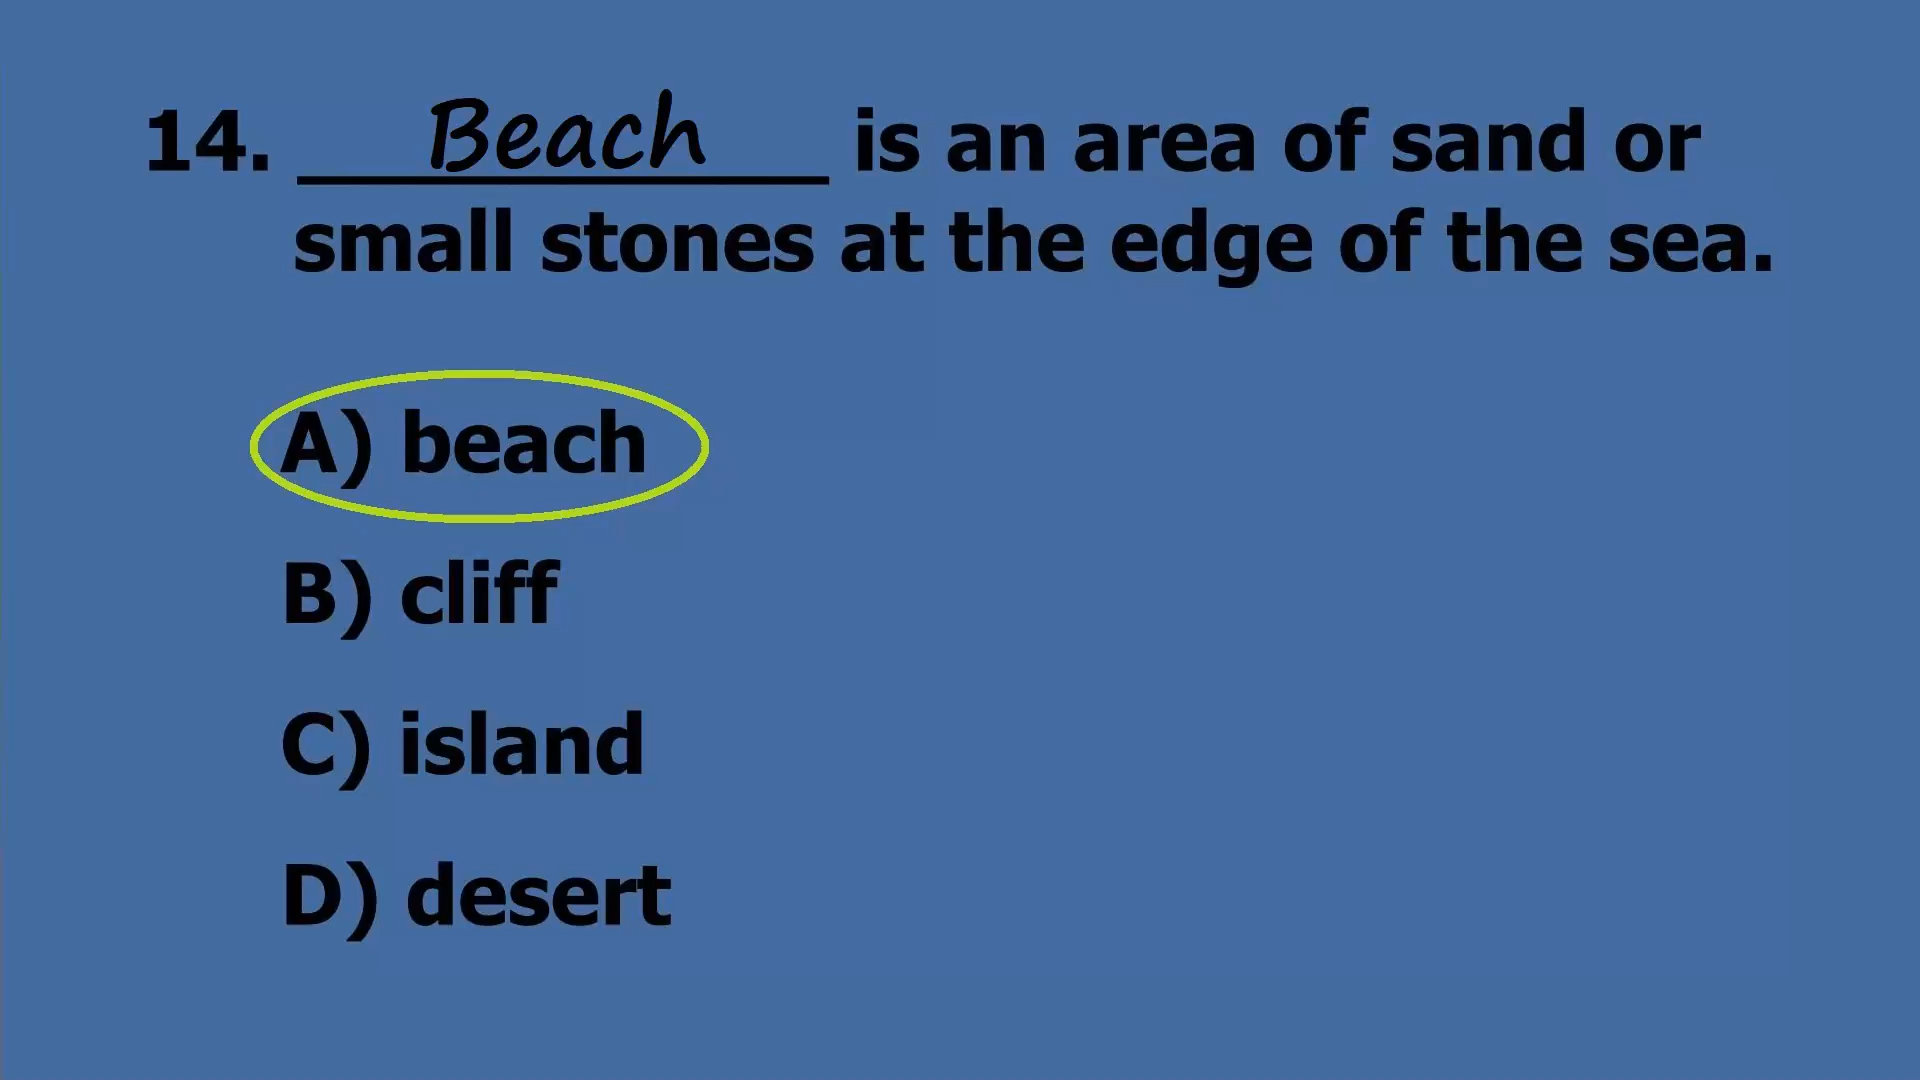 14. Beach is an area of sand or
small stones at the edge of the sea.
A) beach
B) cliff
C) island
D) desert